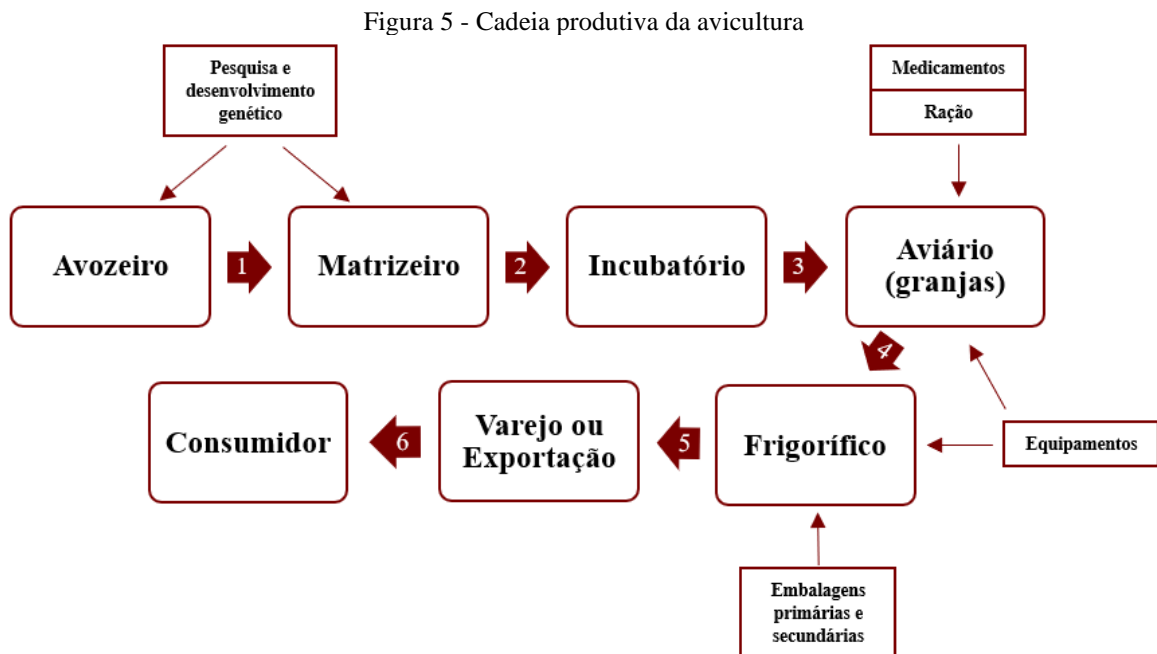 Figura 5 - Cadeia produtiva da avicultura
Pesquisa e
desenvolvimento
genético
Medicamentos
Ração
Avozeiro
1
Matrizeiro
2
Incubatório
3
Aviário
(granjas)
4
Consumidor
6
Varejo ou
Exportação
5
Frigorífico
Equipamentos
Embalagens
primárias e
secundárias